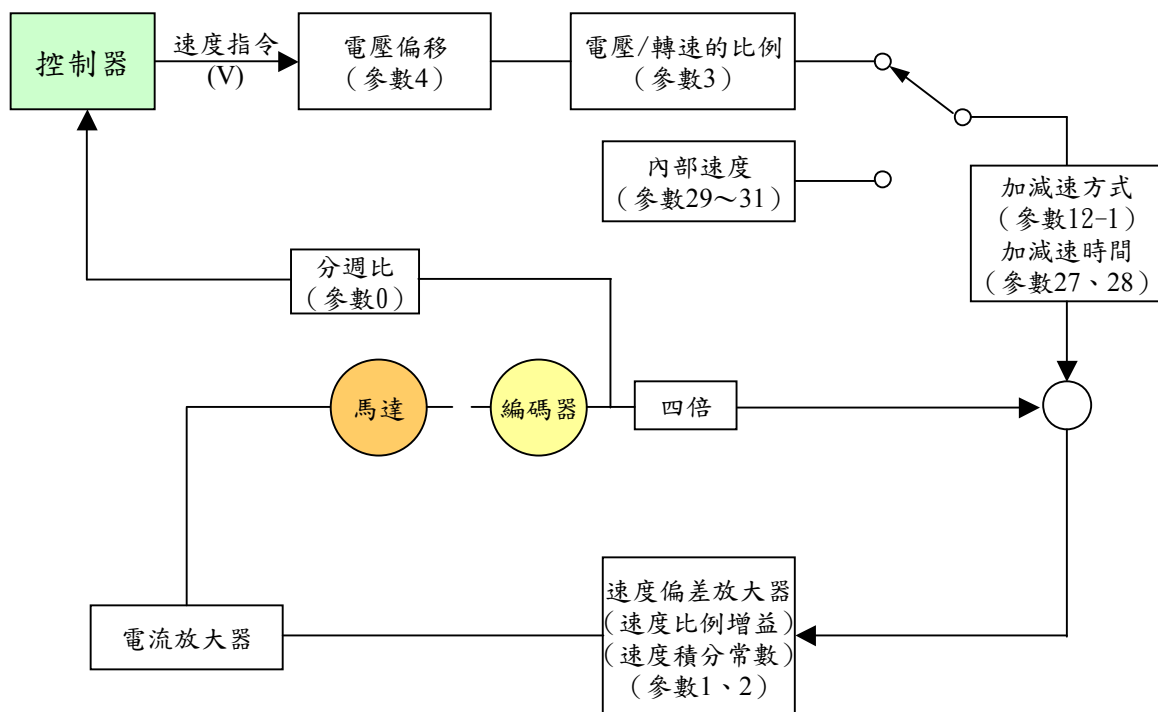 控制器
速度指令
(V)
電壓偏移
（參數4）
電壓/轉速的比例
（參數3）
內部速度
（參數29～31）
加減速方式
（參數12-1）
加減速時間
（參數27、28）
分週比
（參數0）
馬達
編碼器
四倍
速度偏差放大器
(速度比例增益)
(速度積分常數)
（參數1、2）
電流放大器